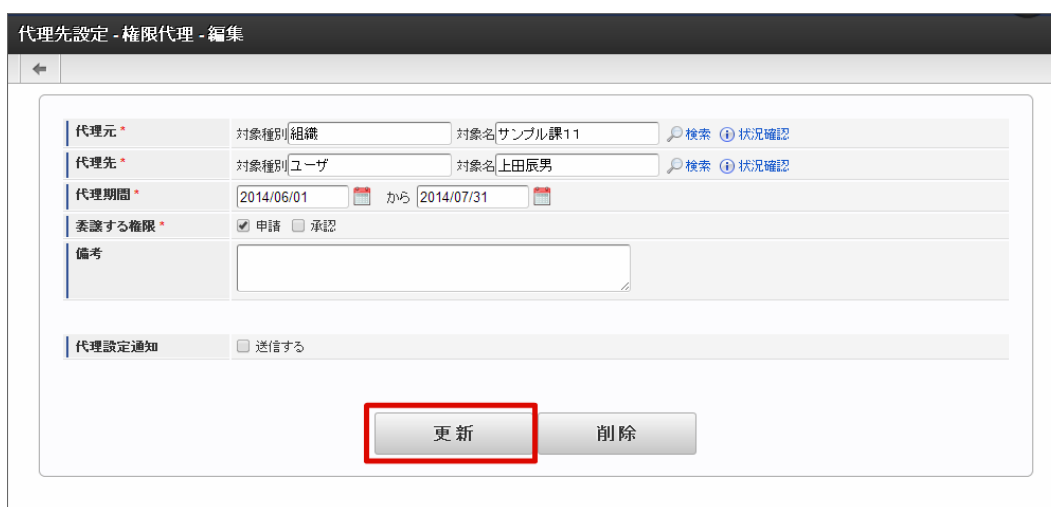 代理先設定 - 権限代理 - 編集
代理元 * 対象種別 組織 対象名 サンプル課11 検索 状況確認
代理先 * 対象種別 ユーザ 対象名 上田辰男 検索 状況確認
代理期間 * 2014/06/01 から 2014/07/31
委譲する権限 * 申請 承認
備考
代理設定通知 送信する
更新 削除